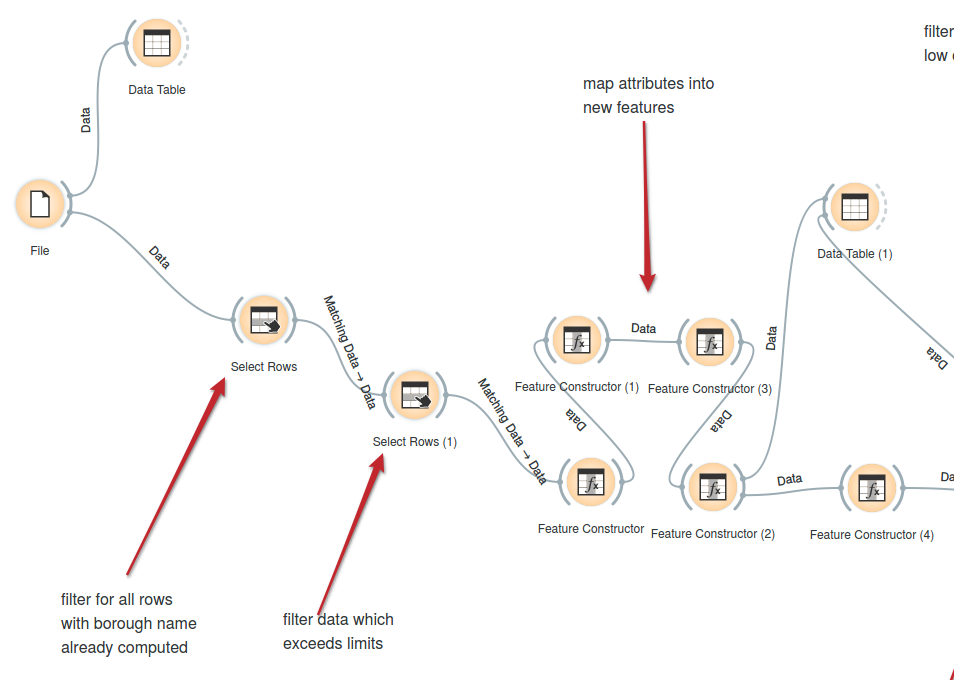 filter
low
Data Table
map attributes into
new features
Data
File
Data
Data Table (1)
Select Rows
Matching Data → Data
Data
Data
Data
Feature Constructor (1)
Feature Constructor (3)
Select Rows (1)
Matching Data → Data
Data
Data
Data
Da
Feature Constructor
Feature Constructor (2)
Feature Constructor (4)
filter for all rows
with borough name
already computed
filter data which
exceeds limits